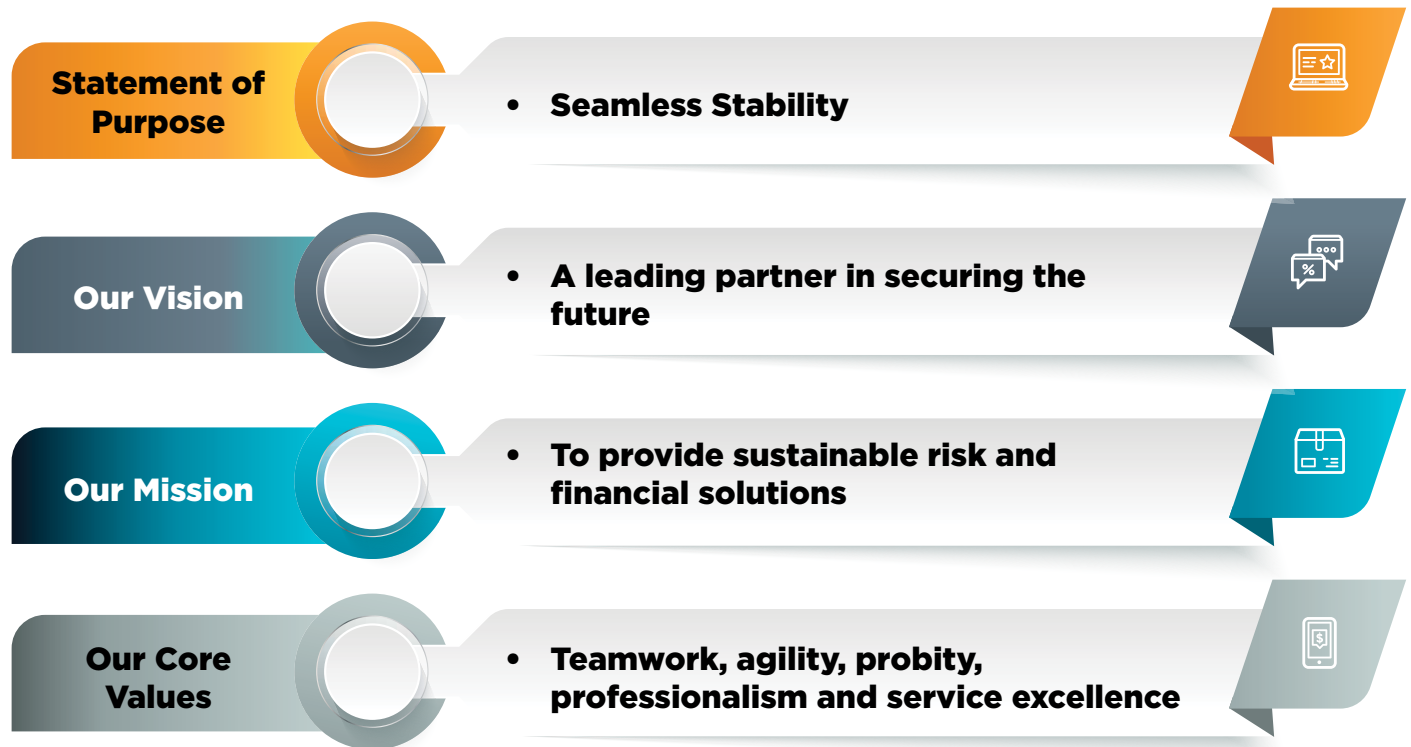 Statement of
Purpose
• Seamless Stability
Our Vision
• A leading partner in securing the
future
Our Mission
• To provide sustainable risk and
financial solutions
Our Core
Values
• Teamwork, agility, probity,
professionalism and service excellence
%
$